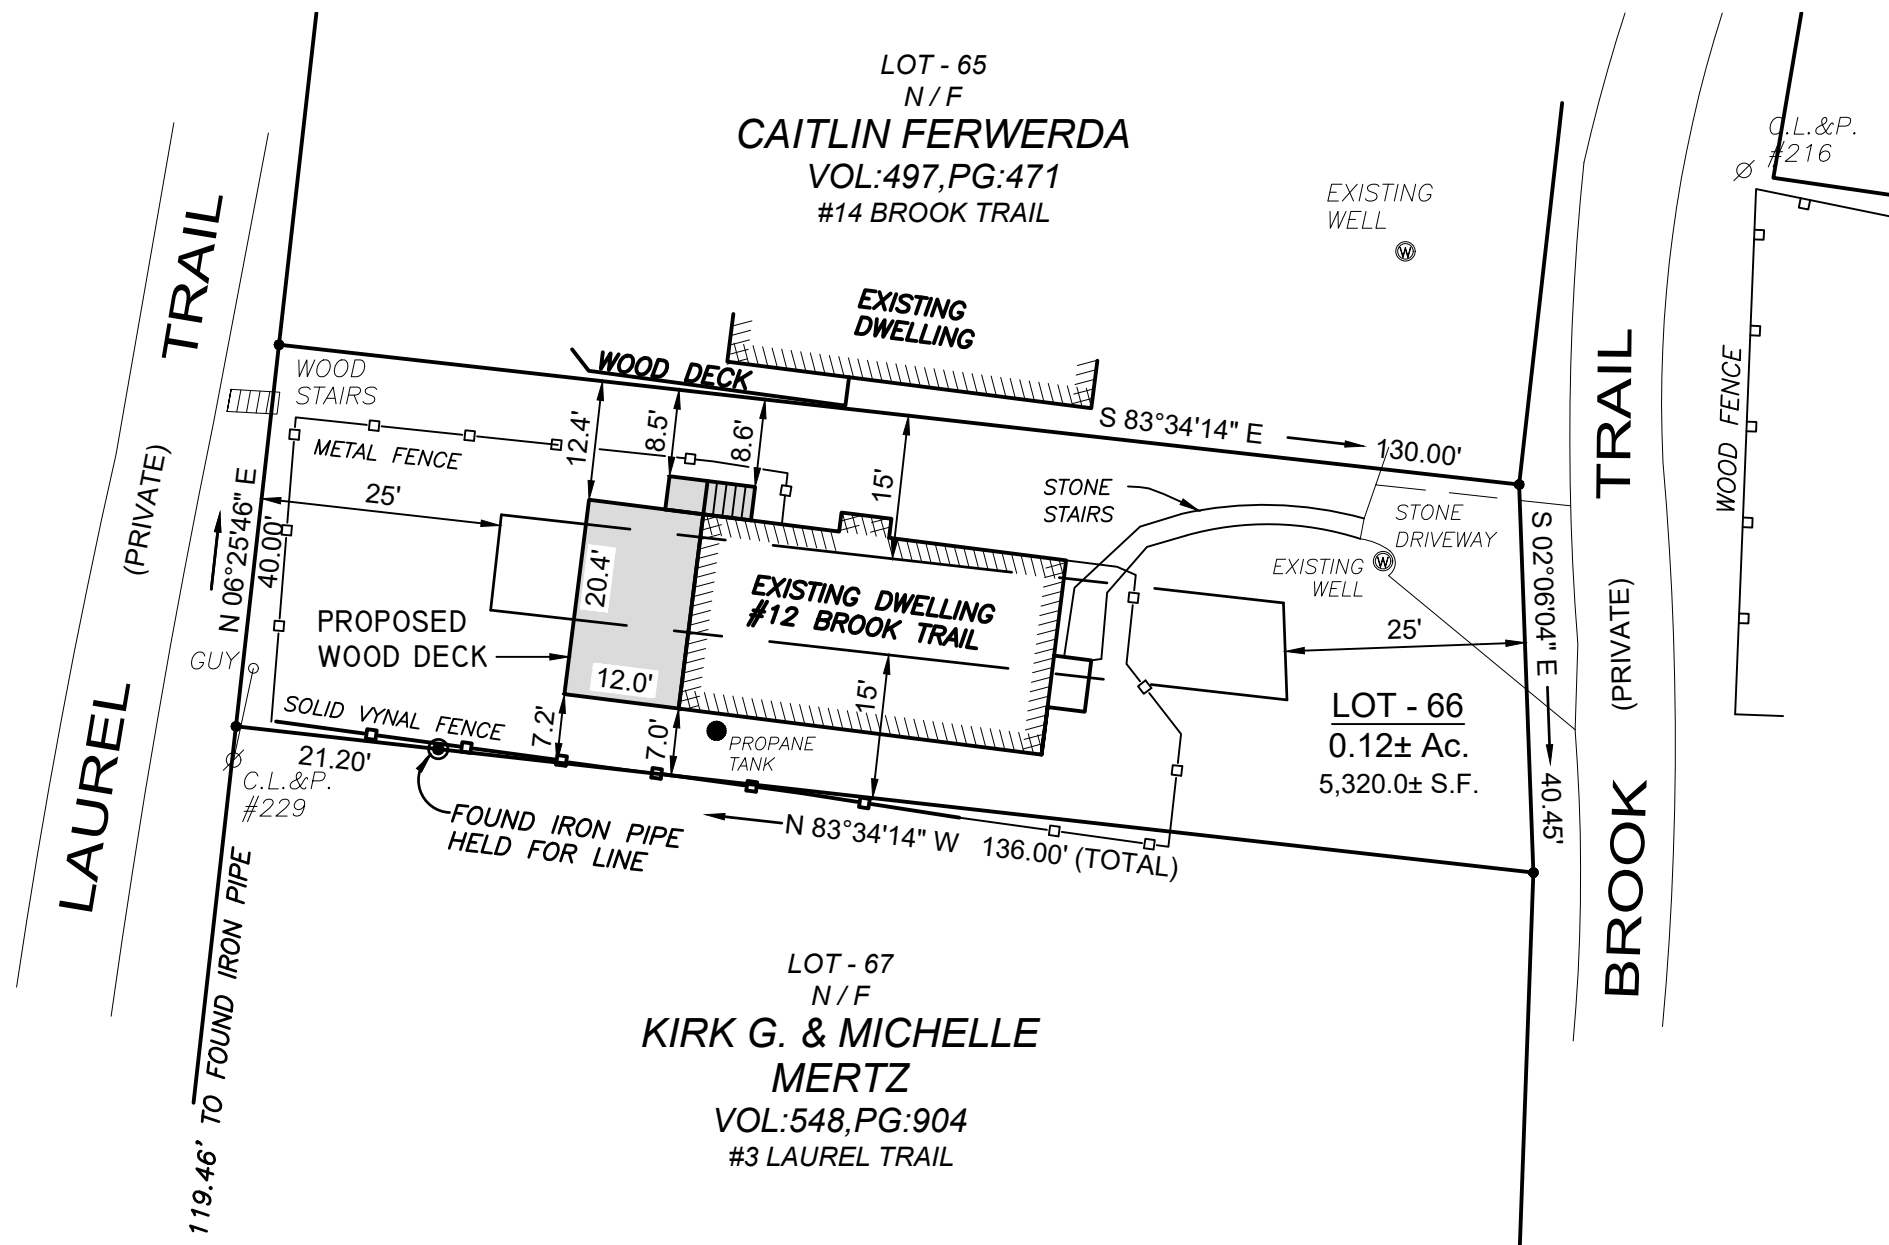 LOT - 65
N / F
CAITLIN FERWERDA
VOL:497,PG:471
#14 BROOK TRAIL
C.L.&P.
#216
EXISTING
WELL
LAUREL TRAIL
(PRIVATE)
EXISTING
DWELLING
WOOD DECK
WOOD
STAIRS
METAL FENCE
12.4'
8.5'
8.6'
15'
S 83°34'14" E
130.00'
BROOK TRAIL
(PRIVATE)
WOOD FENCE
25'
STONE
STAIRS
STONE
DRIVEWAY
EXISTING
WELL
N 06°25'46" E
40.00'
20.4'
EXISTING DWELLING
#12 BROOK TRAIL
PROPOSED
WOOD DECK
12.0'
25'
S 02°06'04" E
40.45'
GUY
SOLID VYNAL FENCE
7.2'
7.0'
15'
PROPANE
TANK
LOT - 66
0.12± Ac.
5,320.0± S.F.
21.20'
C.L.&P.
#229
FOUND IRON PIPE
HELD FOR LINE
N 83°34'14" W
136.00' (TOTAL)
119.46' TO FOUND IRON PIPE
LOT - 67
N / F
KIRK G. & MICHELLE
MERTZ
VOL:548,PG:904
#3 LAUREL TRAIL